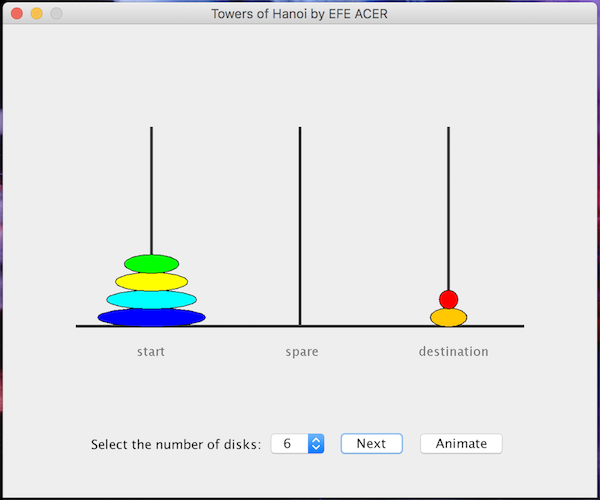 Towers of Hanoi by EFE ACER
start spare destination
Select the number of disks: 6 Next Animate